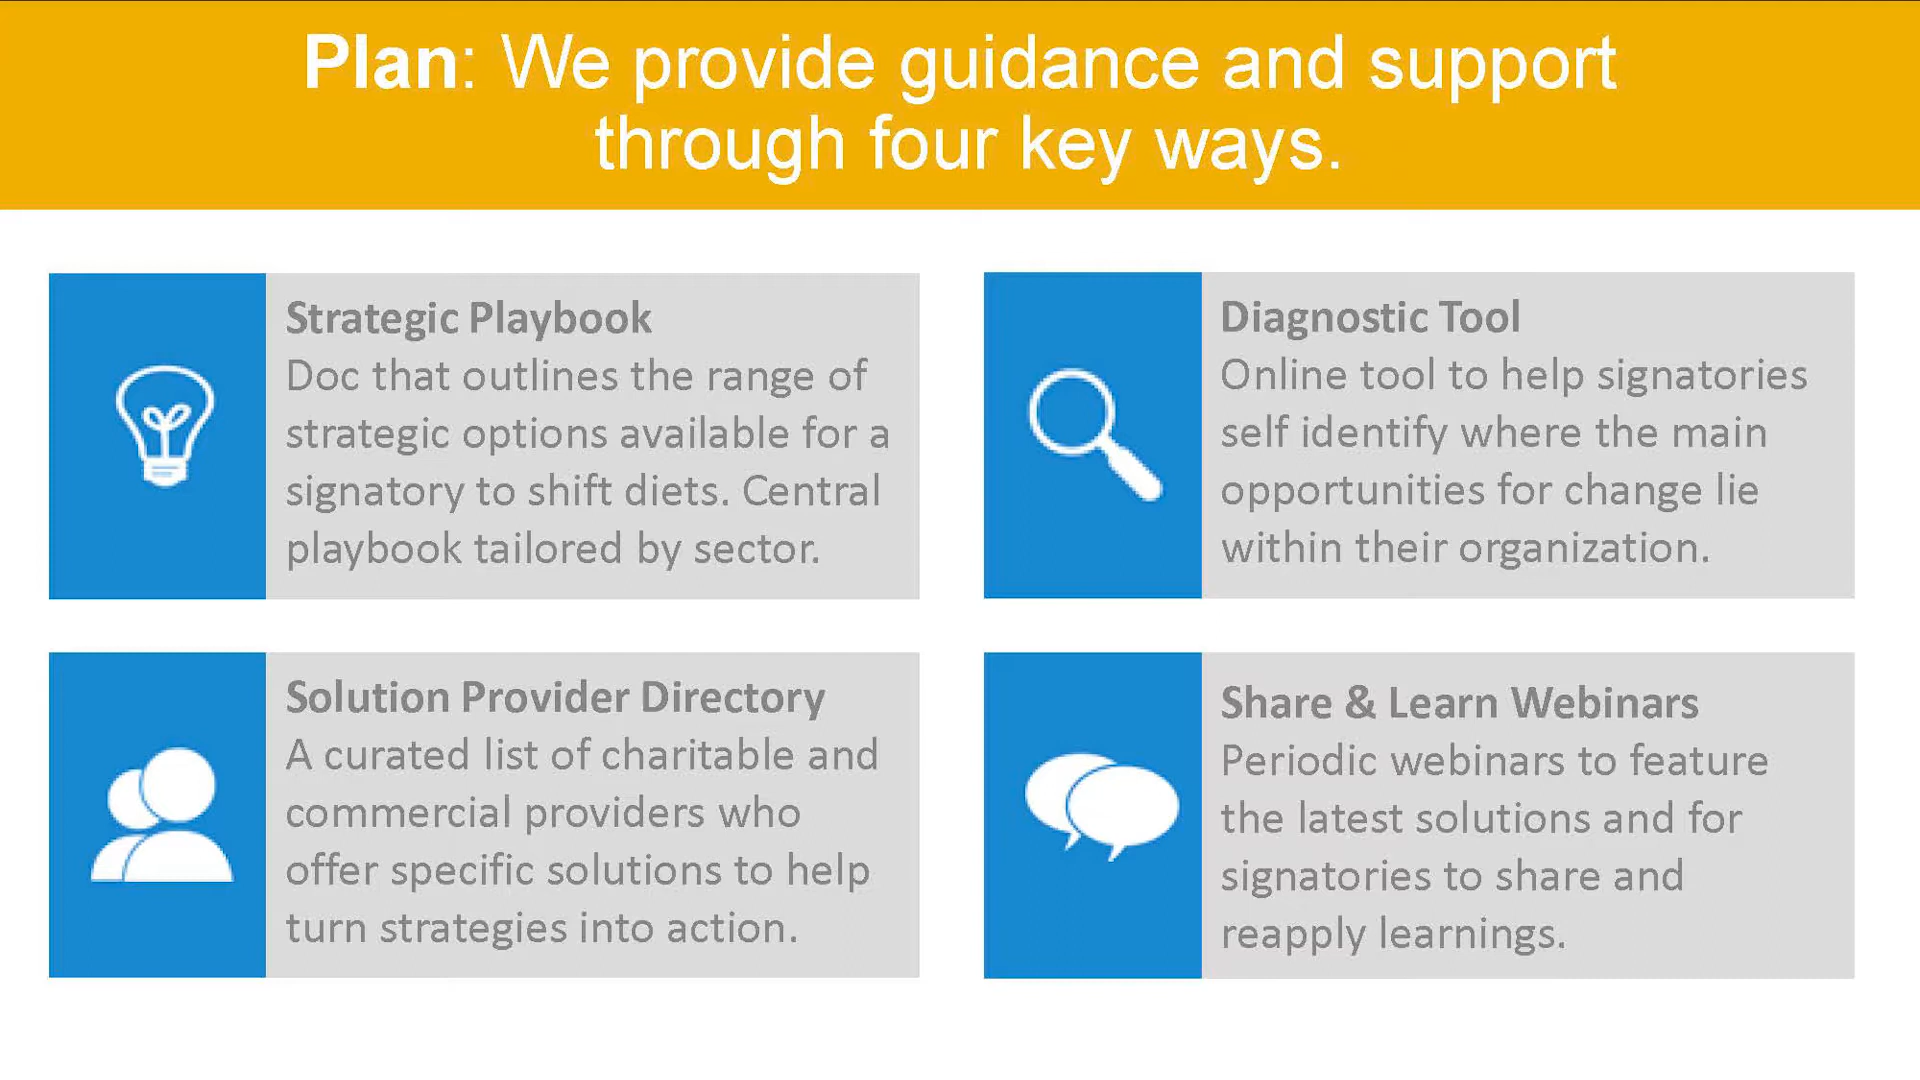 Plan: We provide guidance and support
through four key ways.
Strategic Playbook
Doc that outlines the range of
strategic options available for a
signatory to shift diets. Central
playbook tailored by sector.
Diagnostic Tool
Online tool to help signatories
self identify where the main
opportunities for change lie
within their organization.
Solution Provider Directory
A curated list of charitable and
commercial providers who
offer specific solutions to help
turn strategies into action.
Share & Learn Webinars
Periodic webinars to feature
the latest solutions and for
signatories to share and
reapply learnings.